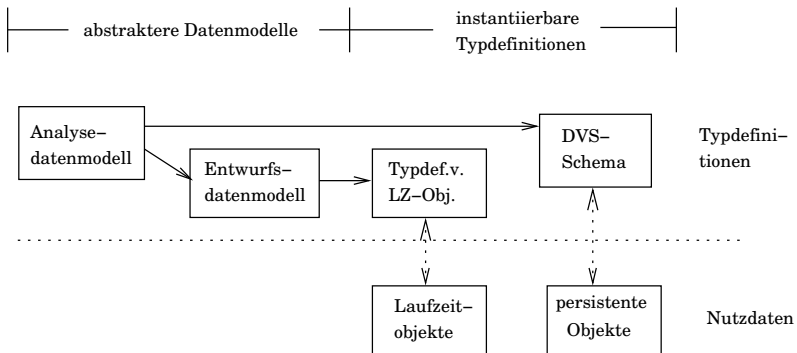 abstraktere Datenmodelle
instantiierbare
Typdefinitionen
Analyse–
datenmodell
Entwurfs–
datenmodell
Typdef.v.
LZ–Obj.
DVS–
Schema
Typdefini–
tionen
Laufzeit–
objekte
persistente
Objekte
Nutzdaten